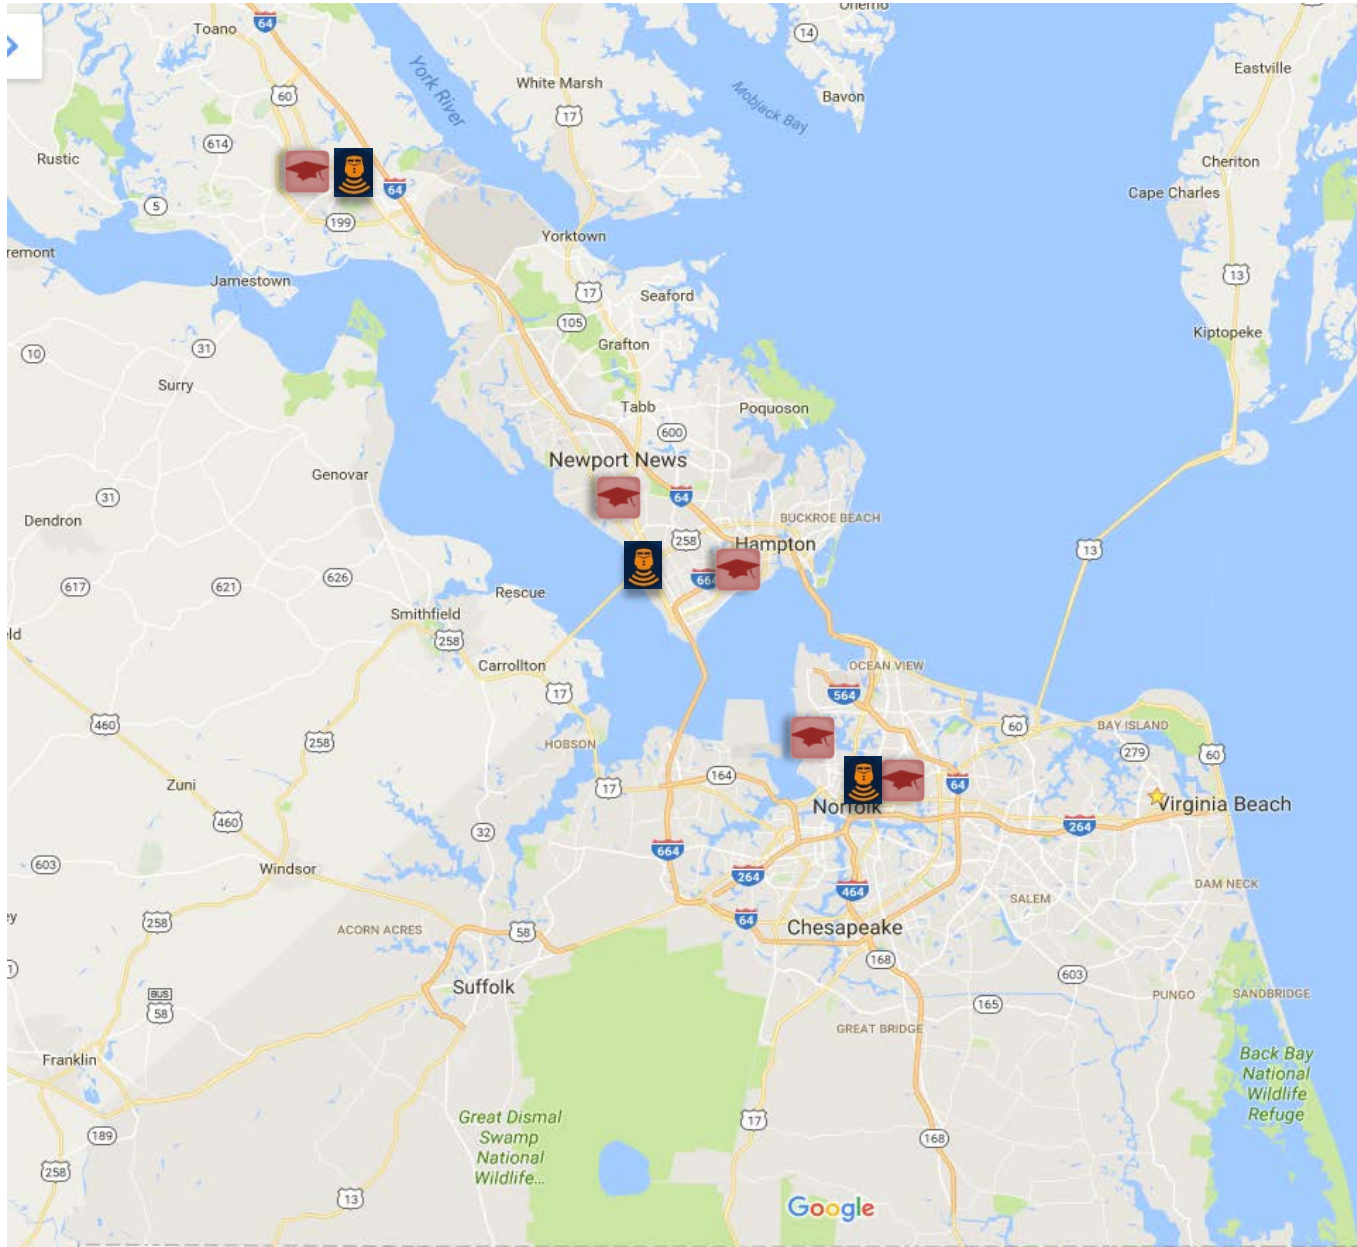 Toano
64
14
Eastville
60
White Marsh
York River
Mobjack Bay
Bavon
17
614
Rustic
Cheriton
64
Cape Charles
5
199
Yorktown
Jamestown
17
Seaford
13
105
Kiptopeke
31
Grafton
10
Surry
Tabb
Poquoson
600
Newport News
Genovar
31
64
Dendron
BUCKROE BEACH
258
Hampton
13
626
664
617
621
Rescue
Smithfield
258
Carrollton
OCEAN VIEW
17
564
460
60
BAY ISLAND
258
HOBSON
279
60
164
Zuni
17
64
Norfolk
Virginia Beach
460
264
32
664
603
Windsor
264
464
DAM NECK
SALEM
258
64
Chesapeake
ACORN ACRES
58
168
603
Suffolk
BUS
58
165
PUNGO
SANDBRIDGE
GREAT BRIDGE
Franklin
Back Bay
National
Wildlife
Refuge
Great Dismal
Swamp
National
Wildlife...
17
189
168
258
13
Google